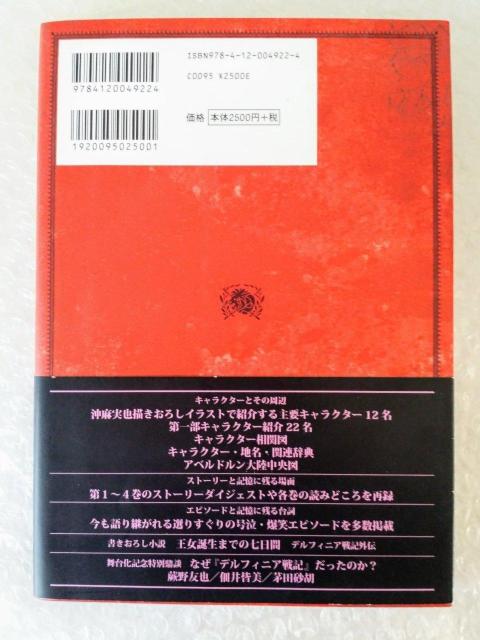 ISBN978-4-12-004922-4
C0095 ¥2500E
9784120049224
価格 本体2500円+税
1920095025001
キャラクターとその周辺
沖麻実也描きおろしイラストで紹介する主要キャラクター12名
第一部キャラクター紹介22名
キャラクター相関図
キャラクター・地名・関連辞典
アベルドルン大陸中央図
ストーリーと記憶に残る場面
第1〜4巻のストーリーダイジェストや各巻の読みどころを再録
エピソードと記憶に残る台詞
今も語り継がれる選りすぐりの号泣・爆笑エピソードを多数掲載
書きおろし小説 王女誕生までの七日間 デルフィニア戦記外伝
舞台化記念特別鼎談 なぜ『デルフィニア戦記』だったのか?
蕨野友也/佃井皆美/茅田砂胡